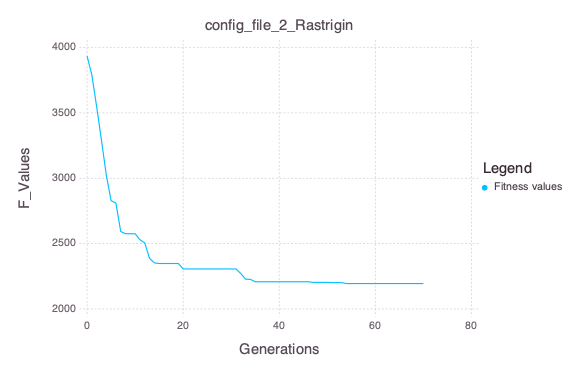 config_file_2_Rastrigin
4000
3500
3000
2500
2000
F_Values
0
20
40
60
80
Generations
Legend
Fitness values